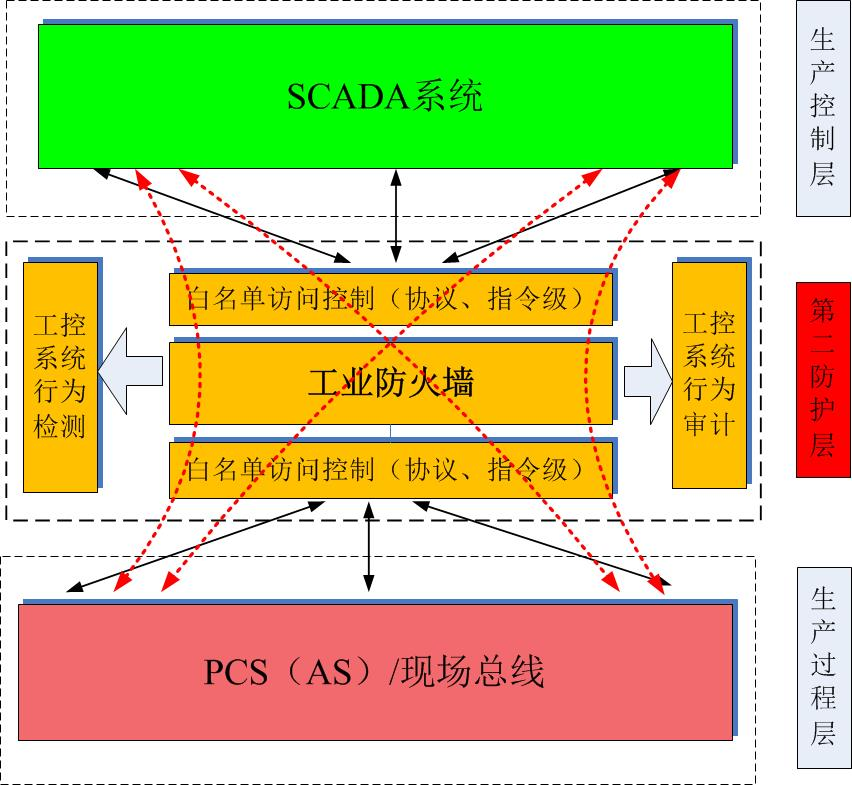 SCADA系统
生产控制层
白名单访问控制（协议、指令级）
工控
系统
行为
检测
工业防火墙
工控
系统
行为
审计
第二防护层
白名单访问控制（协议、指令级）
PCS（AS）/现场总线
生产过程层